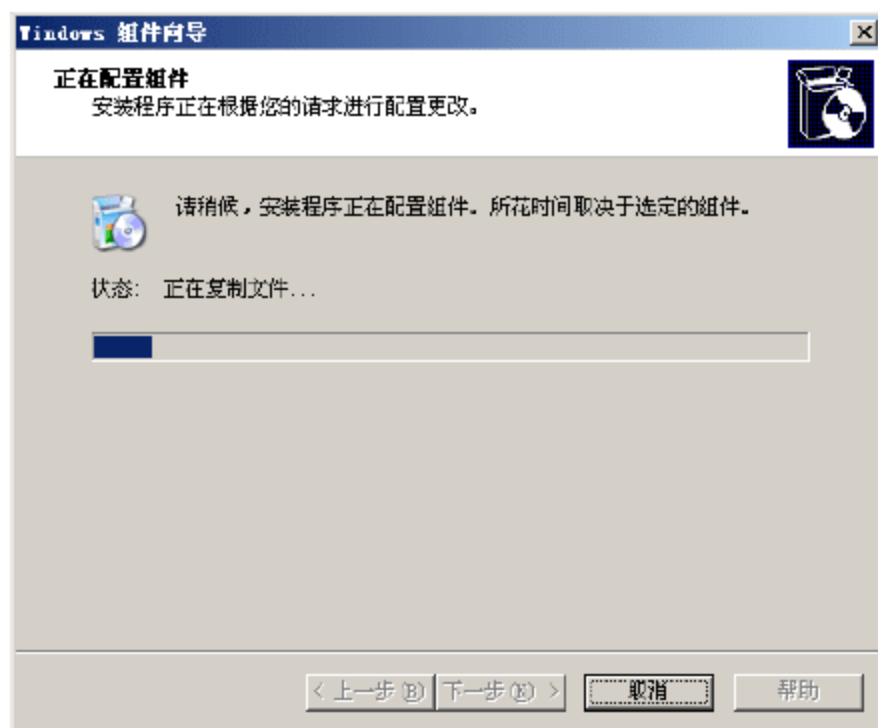 Windows 组件向导
正在配置组件
安装程序正在根据您的请求进行配置更改。
请稍候，安装程序正在配置组件。所花时间取决于选定的组件。
状态: 正在复制文件...
< 上一步(B) 下一步(N) > 取消 帮助